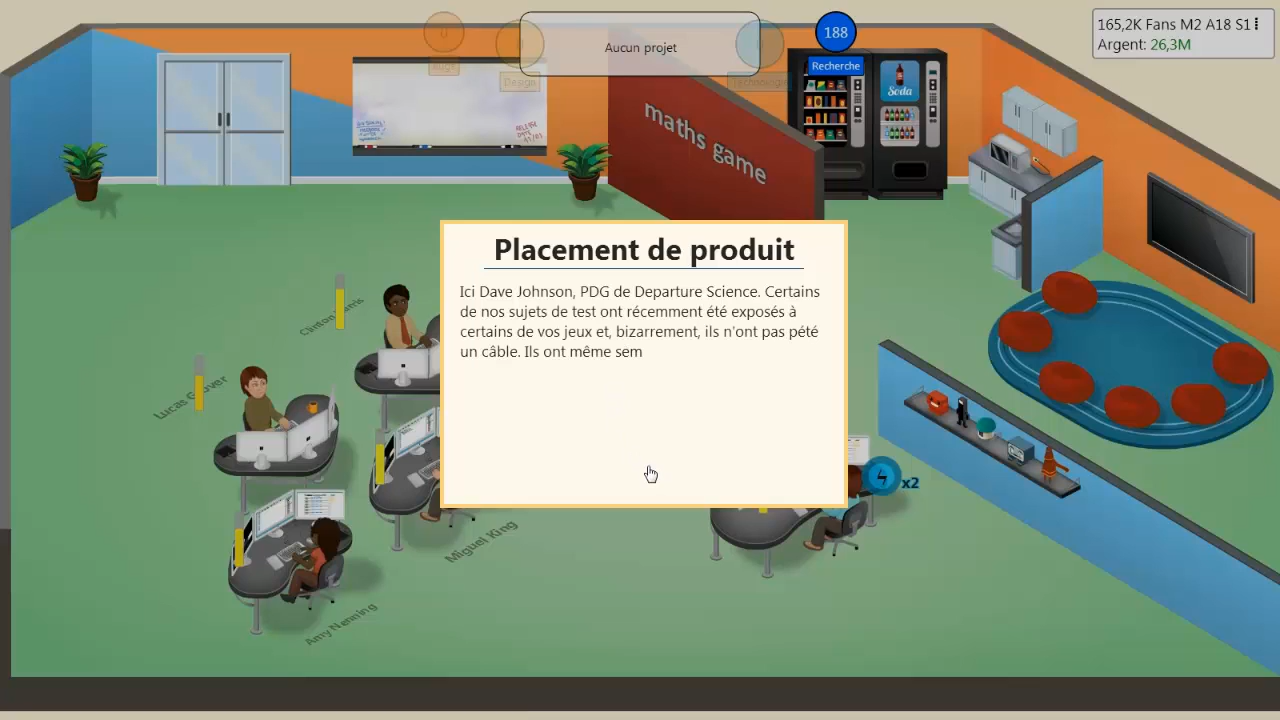 Aucun projet
188
Recherche
Design
Technologie
165,2K Fans M2 A18 S1
Argent: 26,3M
Soda
maths game
Placement de produit
Ici Dave Johnson, PDG de Departure Science. Certains
de nos sujets de test ont récemment été exposés à
certains de vos jeux et, bizarrement, ils n'ont pas pété
un câble. Ils ont même sem
Lucas Glover
x2
Miguel King
Amy Nenning